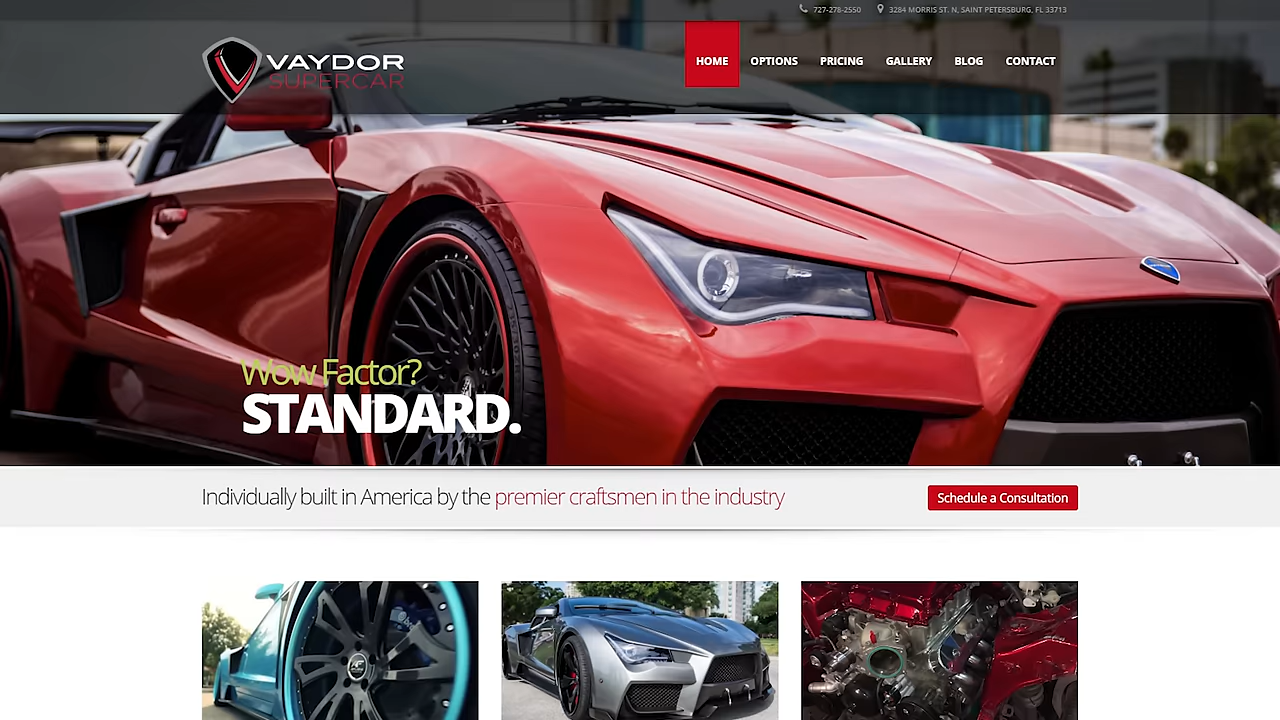 727-278-2550
3284 MORRIS ST. N, SAINT PETERSBURG, FL 33713
VAYDOR
SUPERCAR
HOME
OPTIONS
PRICING
GALLERY
BLOG
CONTACT
Wow Factor?
STANDARD.
Individually built in America by the premier craftsmen in the industry
Schedule a Consultation